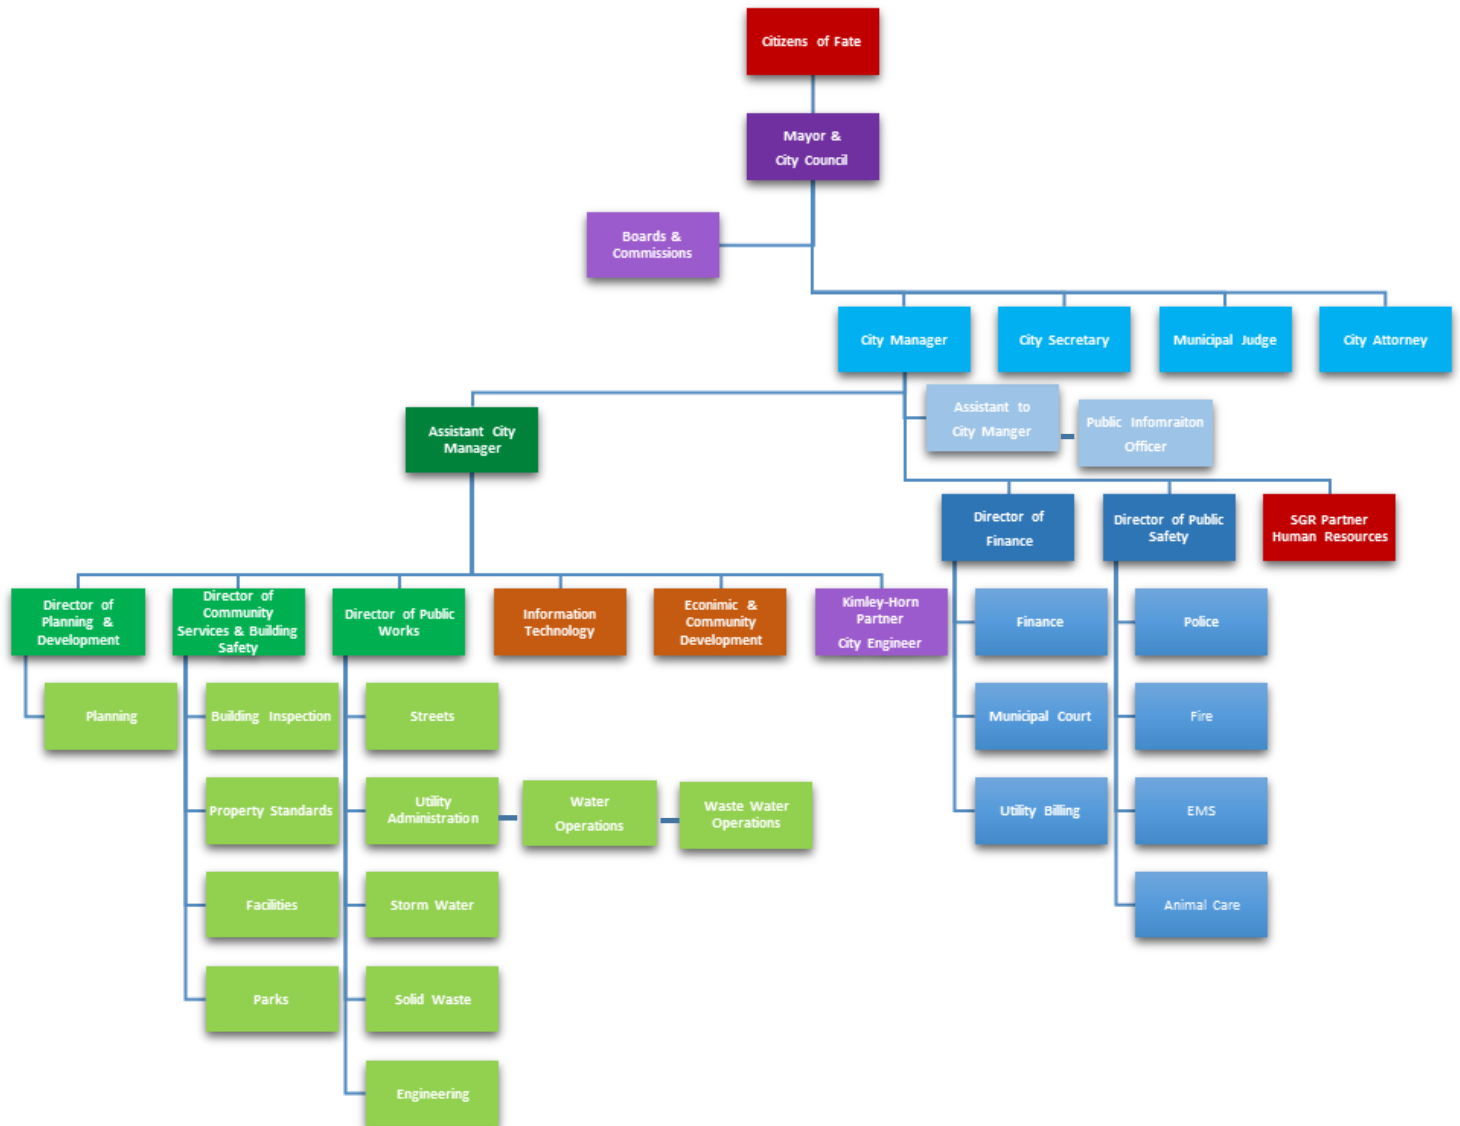 Citizens of Fate
Mayor &
City Council
Boards &
Commissions
City Manager
City Secretary
Municipal Judge
City Attorney
Assistant to
City Manger
Public Infomraiton
Officer
Assistant City
Manager
Director of
Finance
Director of Public
Safety
SGR Partner
Human Resources
Director of
Planning &
Development
Director of
Community
Services & Building
Safety
Director of Public
Works
Information
Technology
Econimic &
Community
Development
Kimley-Horn
Partner
City Engineer
Finance
Police
Planning
Building Inspection
Streets
Municipal Court
Fire
Property Standards
Utility
Administration
Water
Operations
Waste Water
Operations
Utility Billing
EMS
Facilities
Storm Water
Animal Care
Parks
Solid Waste
Engineering